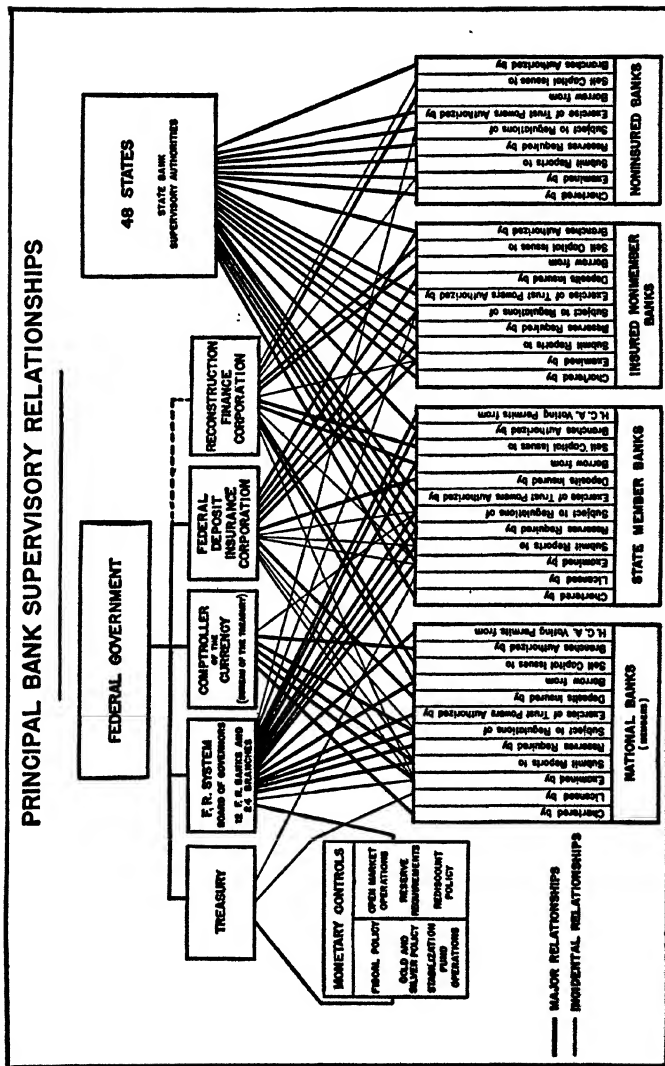 PRINCIPAL BANK SUPERVISORY RELATIONSHIPS
FEDERAL GOVERNMENT
48 STATES
STATE BANK
SUPERVISORY AUTHORITIES
TREASURY
F.R. SYSTEM
BOARD OF GOVERNORS
12 F. R. BANKS AND
24 BRANCHES
COMPTROLLER
OF THE
CURRENCY
(BUREAU OF THE TREASURY)
FEDERAL
DEPOSIT
INSURANCE
CORPORATION
RECONSTRUCTION
FINANCE
CORPORATION
MONETARY CONTROLS
FISCAL POLICY
GOLD AND
SILVER POLICY
STABILIZATION
FUND
OPERATIONS
OPEN MARKET
OPERATIONS
RESERVE
REQUIREMENTS
REDISCOUNT
POLICY
Chartered by
Licensed by
Examined by
Submit Reports to
Reserves Required by
Subject to Regulations of
Exercise of Trust Powers Authorized by
Deposits Insured by
Borrow from
Sell Capital Issues to
Branches Authorized by
H.C.A. Voting Permits from
NATIONAL BANKS
(MEMBERS)
Chartered by
Licensed by
Examined by
Submit Reports to
Reserves Required by
Subject to Regulations of
Exercise of Trust Powers Authorized by
Deposits Insured by
Borrow from
Sell Capital Issues to
Branches Authorized by
H.C.A. Voting Permits from
STATE MEMBER BANKS
Chartered by
Examined by
Submit Reports to
Reserves Required by
Subject to Regulations of
Exercise of Trust Powers Authorized by
Deposits Insured by
Borrow from
Sell Capital Issues to
Branches Authorized by
INSURED NONMEMBER
BANKS
Chartered by
Examined by
Submit Reports to
Reserves Required by
Subject to Regulations of
Exercise of Trust Powers Authorized by
Borrow from
Sell Capital Issues to
Branches Authorized by
NONINSURED BANKS
MAJOR RELATIONSHIPS
INCIDENTAL RELATIONSHIPS